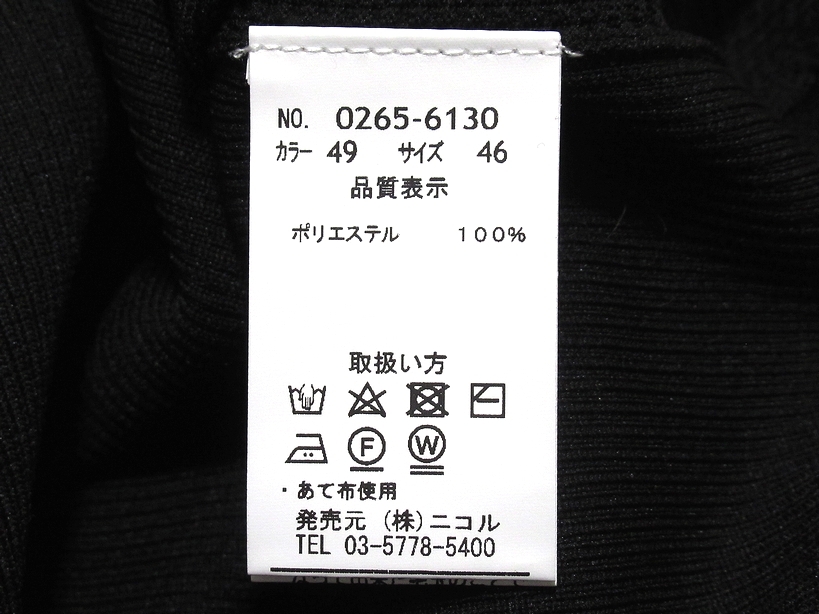 NO. 0265-6130
カラー 49 サイズ 46
品質表示
ポリエステル 100%
取扱い方
F W
・あて布使用
発売元 (株)ニコル
TEL 03-5778-5400